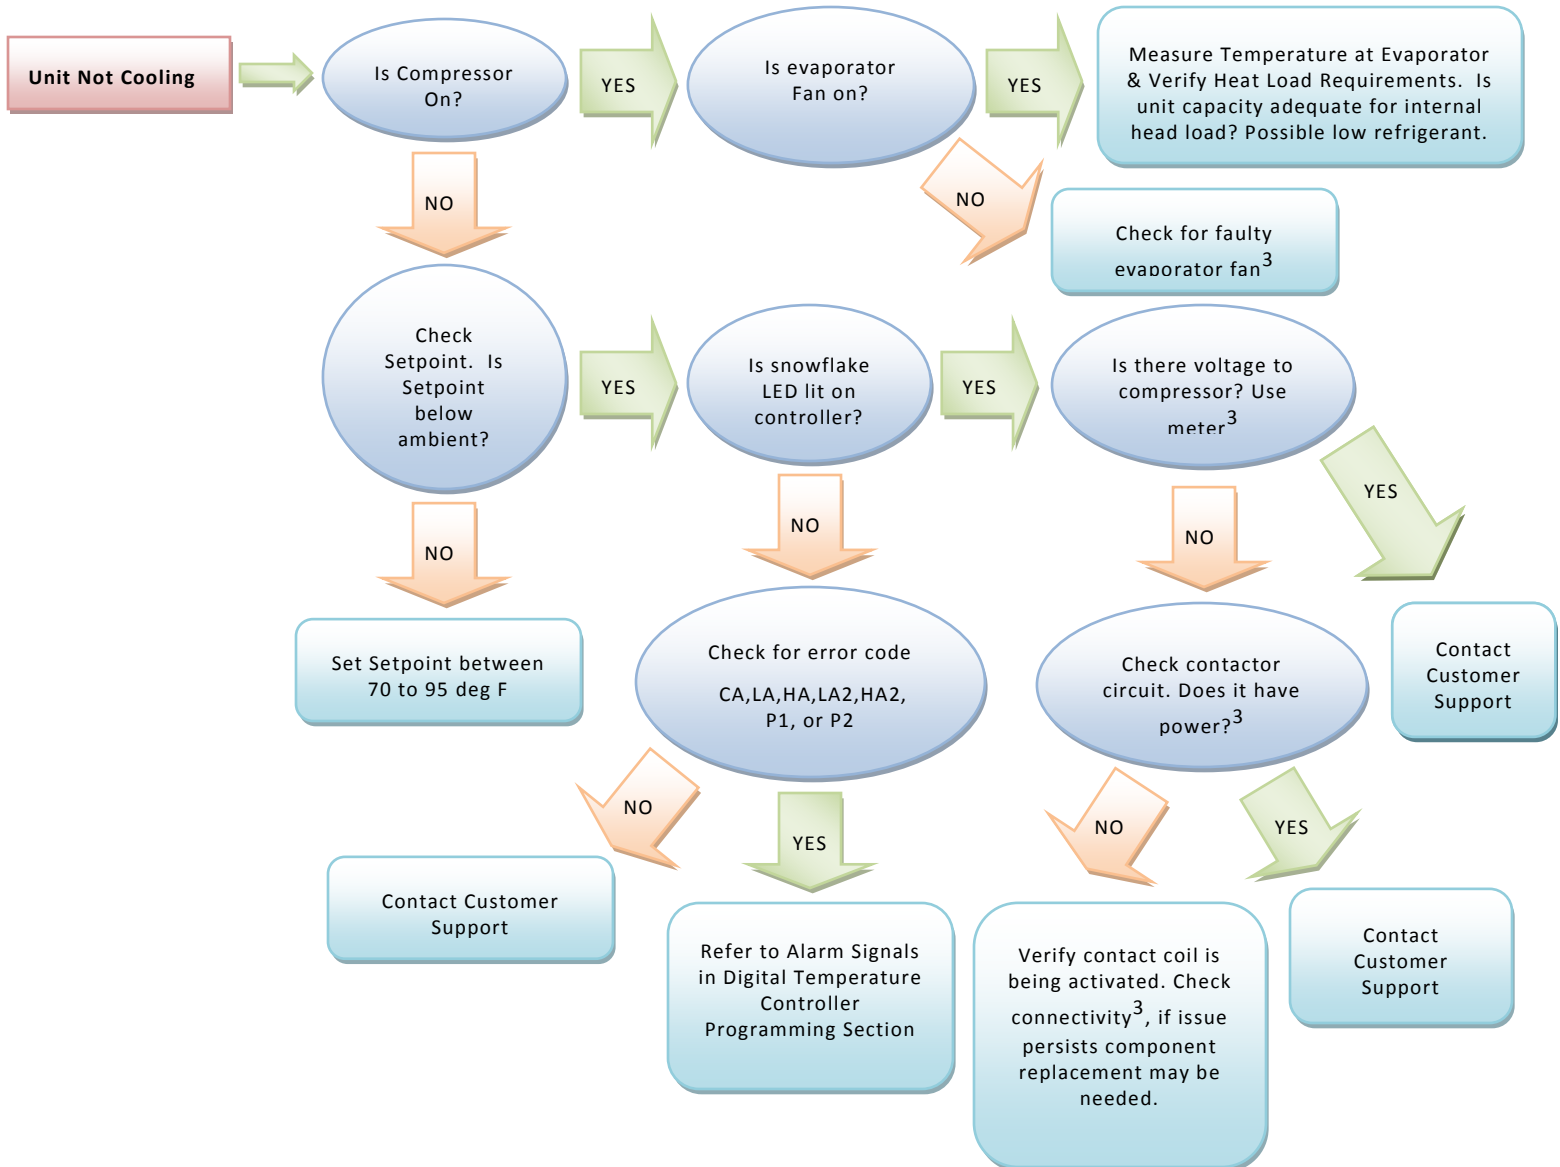 Unit Not Cooling
Is Compressor
On?
YES
Is evaporator
Fan on?
YES
Measure Temperature at Evaporator
& Verify Heat Load Requirements.  Is
unit capacity adequate for internal
head load? Possible low refrigerant.
NO
NO
Check for faulty
evaporator fan3
Check
Setpoint.  Is
Setpoint
below
ambient?
YES
Is snowflake
LED lit on
controller?
YES
Is there voltage to
compressor? Use
meter3
YES
NO
NO
NO
Set Setpoint between
70 to 95 deg F
Check for error code
CA,LA,HA,LA2,HA2,
P1, or P2
Check contactor
circuit. Does it have
power?3
Contact
Customer
Support
NO
YES
NO
YES
Contact Customer
Support
Refer to Alarm Signals
in Digital Temperature
Controller
Programming Section
Verify contact coil is
being activated. Check
connectivity3, if issue
persists component
replacement may be
needed.
Contact
Customer
Support